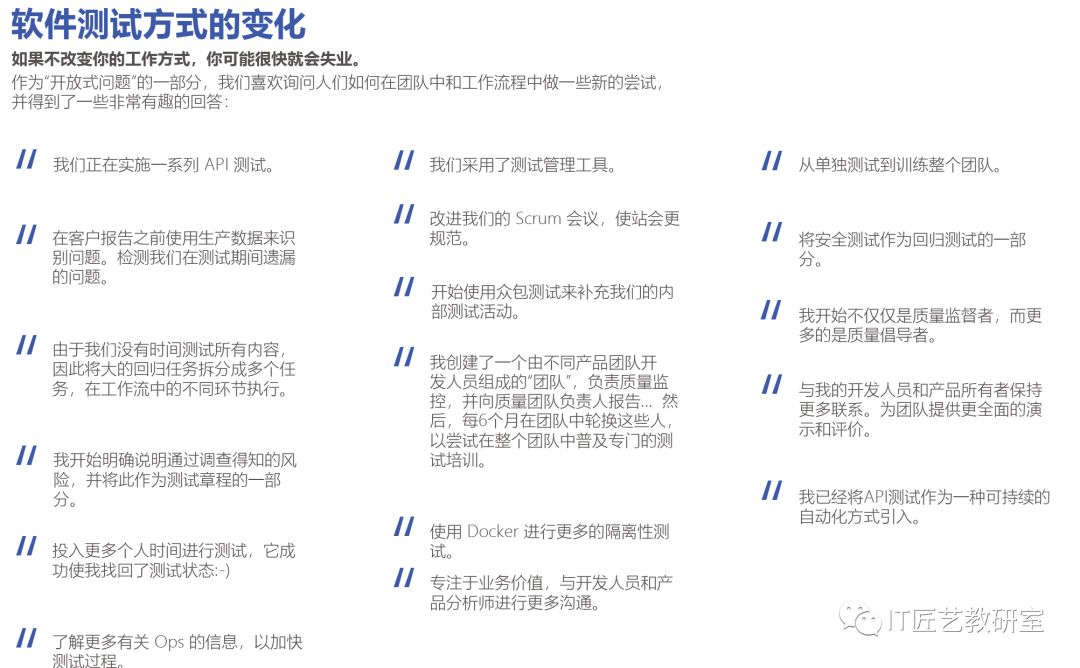 软件测试方式的变化
如果不改变你的工作方式，你可能很快就会失业。
作为“开放式问题”的一部分，我们喜欢询问人们如何在团队中和工作流程中做一些新的尝试，
并得到了一些非常有趣的回答：
我们正在实施一系列 API 测试。
在客户报告之前使用生产数据来识
别问题。检测我们在测试期间遗漏
的问题。
由于我们没有时间测试所有内容，
因此将大的回归任务拆分成多个任
务，在工作流中的不同环节执行。
我开始明确说明通过调查得知的风
险，并将此作为测试章程的一部
分。
投入更多个人时间进行测试，它成
功使我找回了测试状态:-)
了解更多有关 Ops 的信息，以加快
测试过程。
我们采用了测试管理工具。
改进我们的 Scrum 会议，使站会更
规范。
开始使用众包测试来补充我们的内
部测试活动。
我创建了一个由不同产品团队开
发人员组成的“团队”，负责质量监
控，并向质量团队负责人报告... 然
后，每6个月在团队中轮换这些人，
以尝试在整个团队中普及专门的测
试培训。
使用 Docker 进行更多的隔离性测
试。
专注于业务价值，与开发人员和产
品分析师进行更多沟通。
从单独测试到训练整个团队。
将安全测试作为回归测试的一部
分。
我开始不仅仅是质量监督者，而更
多的是质量倡导者。
与我的开发人员和产品所有者保持
更多联系。为团队提供更全面的演
示和评价。
我已经将API测试作为一种可持续的
自动化方式引入。
IT匠艺教研室